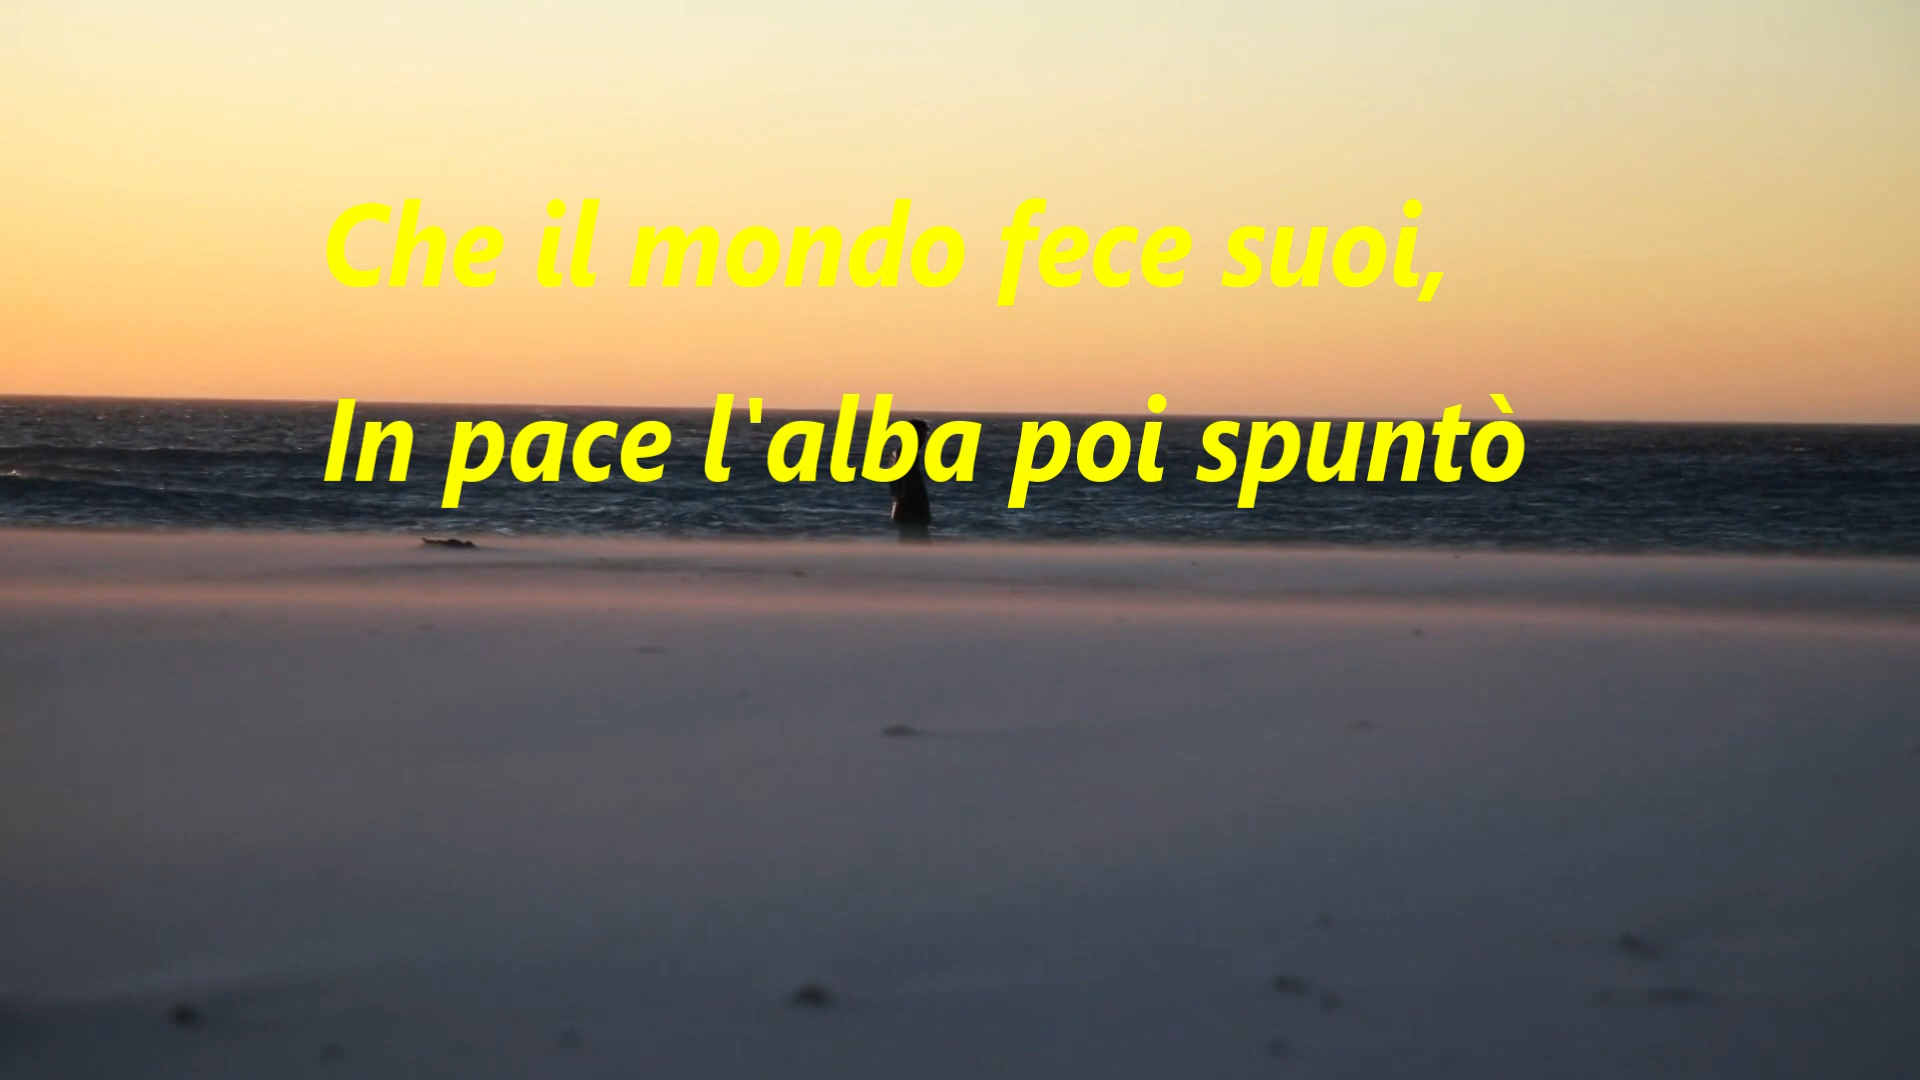 Che il mondo fece suoi,
In pace l'alba poi spuntò